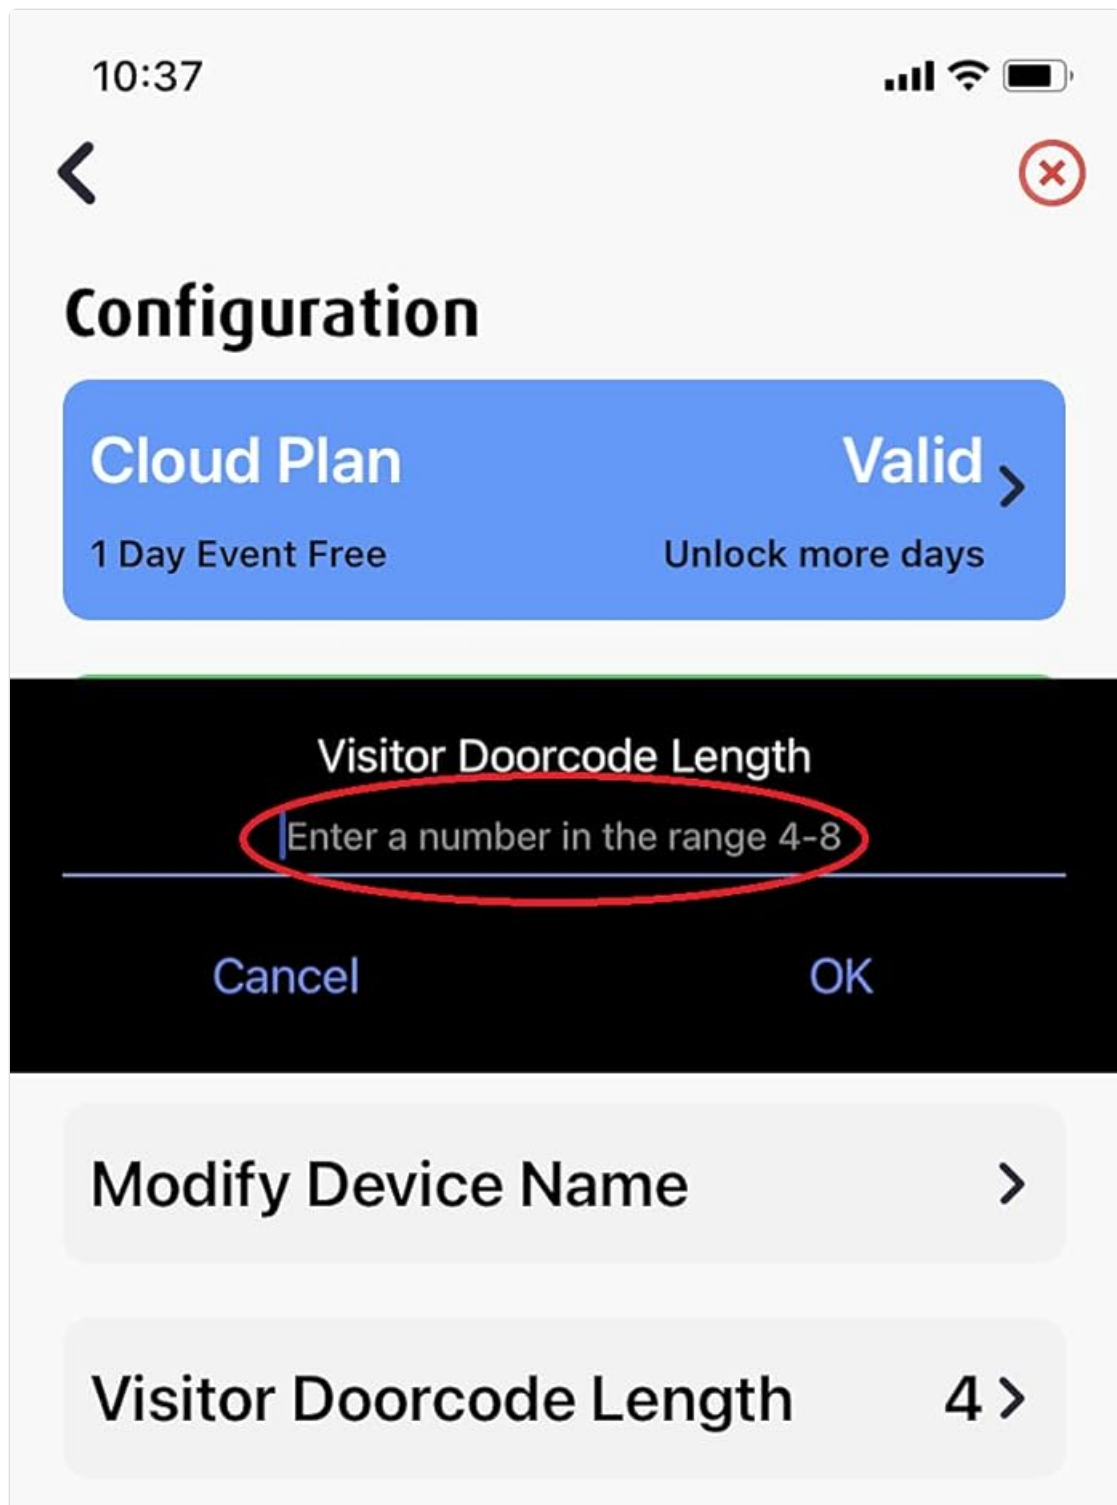 10:37
Configuration
Cloud Plan Valid
1 Day Event Free Unlock more days
Visitor Doorcode Length
Enter a number in the range 4-8
Cancel OK
Modify Device Name
Visitor Doorcode Length 4